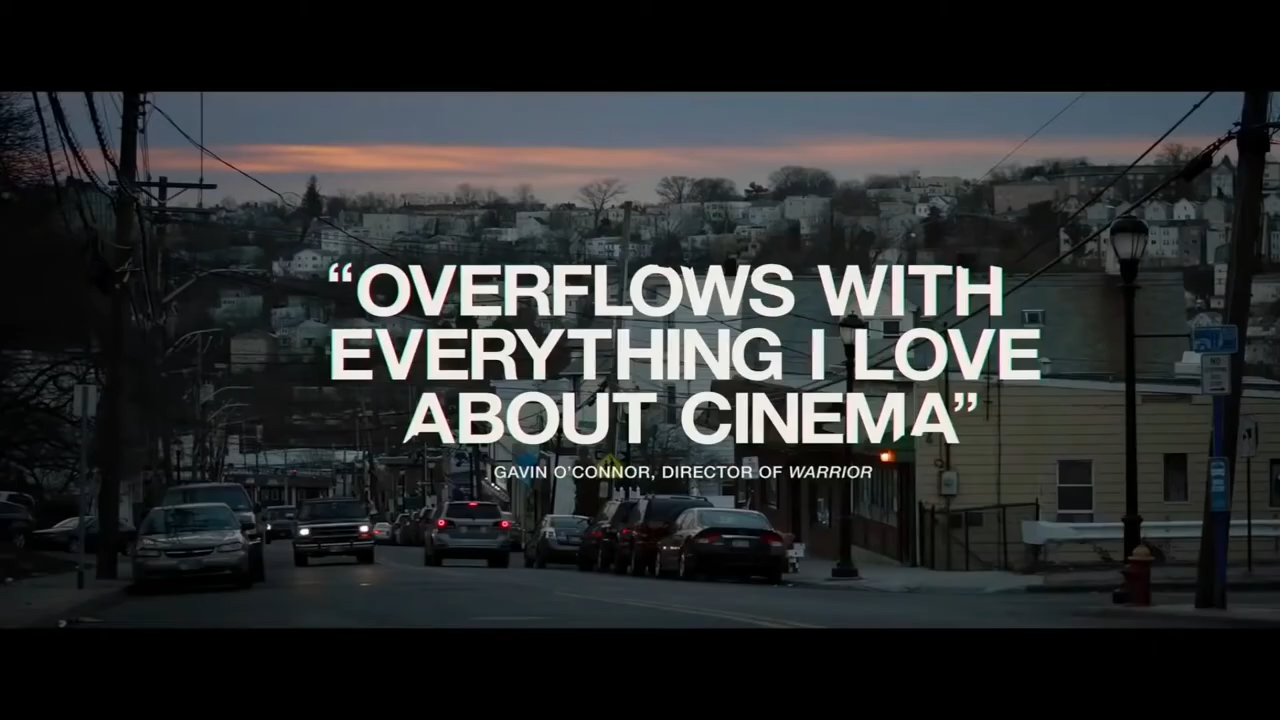 “OVERFLOWS WITH
EVERYTHING I LOVE
ABOUT CINEMA”
GAVIN O’CONNOR, DIRECTOR OF WARRIOR